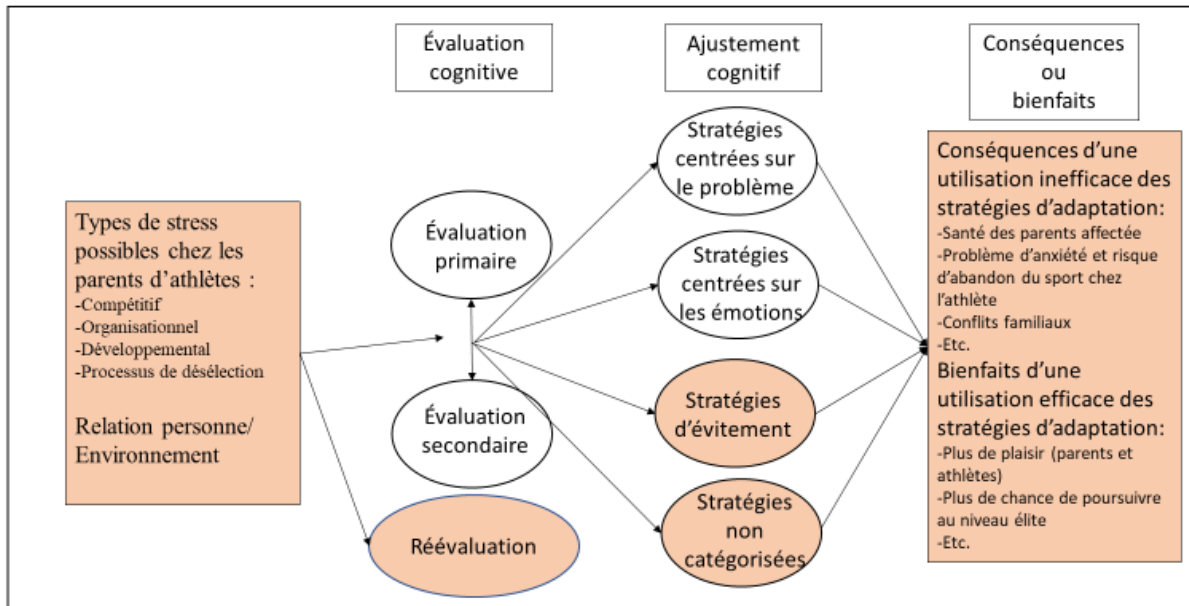 Évaluation
cognitive
Ajustement
cognitif
Conséquences
ou
bienfaits
Types de stress
possibles chez les
parents d'athlètes :
-Compétitif
-Organisationnel
-Développemental
-Processus de désélection
Relation personne/
Environnement
Évaluation
primaire
Évaluation
secondaire
Réévaluation
Stratégies
centrées sur
le problème
Stratégies
centrées sur
les émotions
Stratégies
d'évitement
Stratégies
non
catégorisées
Conséquences d'une
utilisation inefficace des
stratégies d'adaptation:
-Santé des parents affectée
-Problème d'anxiété et risque
d'abandon du sport chez
l'athlète
-Conflits familiaux
-Etc.
Bienfaits d'une
utilisation efficace des
stratégies d'adaptation:
-Plus de plaisir (parents et
athlètes)
-Plus de chance de poursuivre
au niveau élite
-Etc.